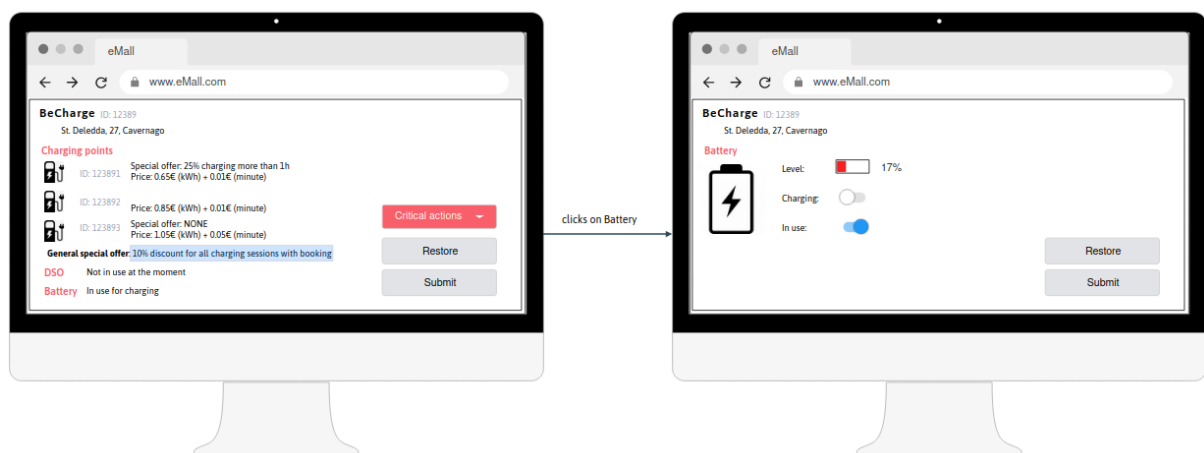 eMall
www.eMall.com
BeCharge ID: 12389
St. Deledda, 27, Cavernago
Charging points
ID: 123891 Special offer: 25% charging more than 1h
Price: 0.65€ (kWh) + 0.01€ (minute)
ID: 123892 Price: 0.85€ (kWh) + 0.01€ (minute)
ID: 123893 Special offer: NONE
Price: 1.05€ (kWh) + 0.05€ (minute)
General special offer: 10% discount for all charging sessions with booking
DSO Not in use at the moment
Battery In use for charging
Critical actions
Restore
Submit
clicks on Battery
eMall
www.eMall.com
BeCharge ID: 12389
St. Deledda, 27, Cavernago
Battery
Level: 17%
Charging:
In use:
Restore
Submit